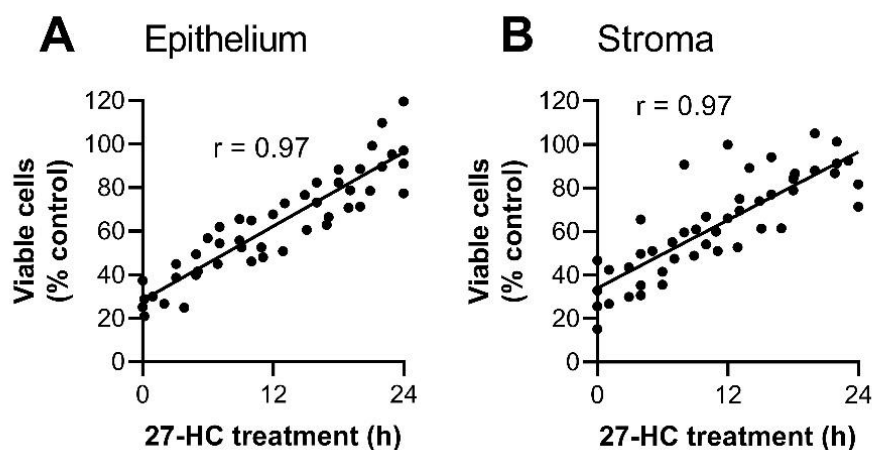 A Epithelium
r = 0.97
120
100
80
60
40
20
0
Viable cells
(% control)
0 12 24
27-HC treatment (h)
B Stroma
r = 0.97
120
100
80
60
40
20
0
Viable cells
(% control)
0 12 24
27-HC treatment (h)